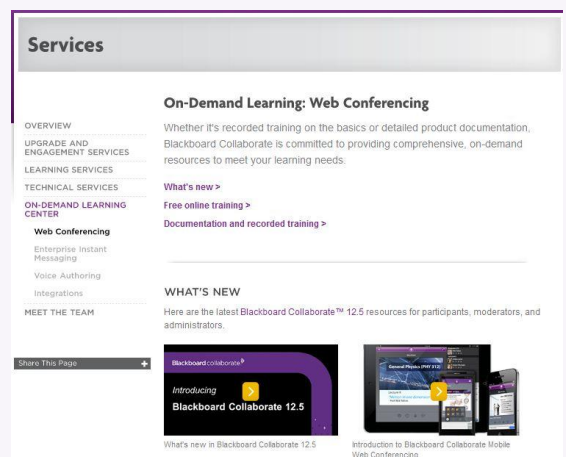 Services
OVERVIEW
UPGRADE AND
ENGAGEMENT SERVICES
LEARNING SERVICES
TECHNICAL SERVICES
ON-DEMAND LEARNING
CENTER
Web Conferencing
Enterprise Instant
Messaging
Voice Authoring
Integrations
MEET THE TEAM
Share This Page
On-Demand Learning: Web Conferencing
Whether it's recorded training on the basics or detailed product documentation,
Blackboard Collaborate is committed to providing comprehensive, on-demand
resources to meet your learning needs.
What's new >
Free online training >
Documentation and recorded training >
WHAT'S NEW
Here are the latest Blackboard Collaborate™ 12.5 resources for participants, moderators, and
administrators.
Blackboard collaborate
Introducing
Blackboard Collaborate 12.5
What's new in Blackboard Collaborate 12.5
General Physics (PHY 312)
Introduction to Blackboard Collaborate Mobile
Web Conferencing